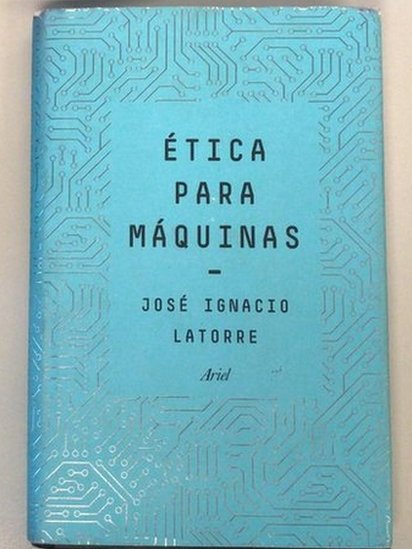 ÉTICA
PARA
MÁQUINAS
JOSÉ IGNACIO
LATORRE
Ariel